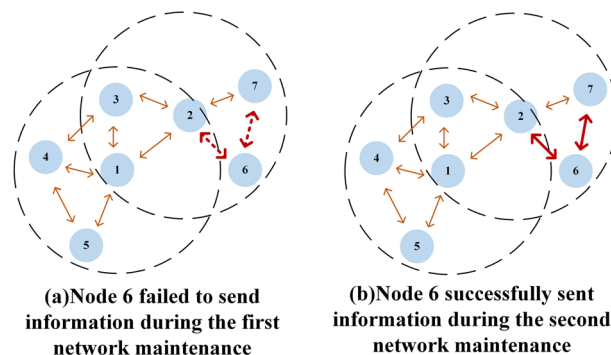 3
2
7
4
1
6
5
(a)Node 6 failed to send
information during the first
network maintenance
3
2
7
4
1
6
5
(b)Node 6 successfully sent
information during the second
network maintenance